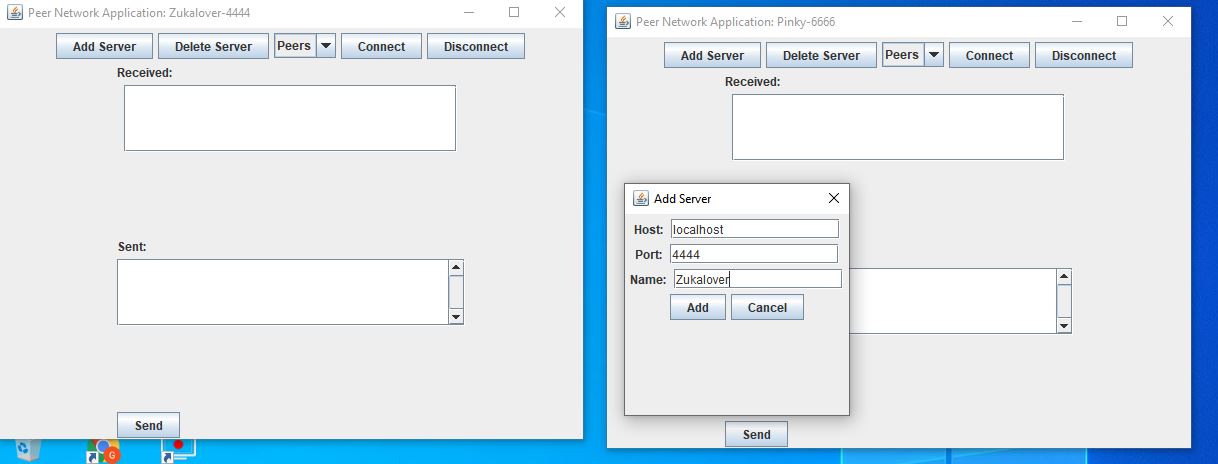 Peer Network Application: Zukalover-4444
Add Server Delete Server Peers Connect Disconnect
Received:
Sent:
Send
G
Peer Network Application: Pinky-6666
Add Server Delete Server Peers Connect Disconnect
Received:
Add Server
Host: localhost
Port: 4444
Name: Zukalover
Add Cancel
Send